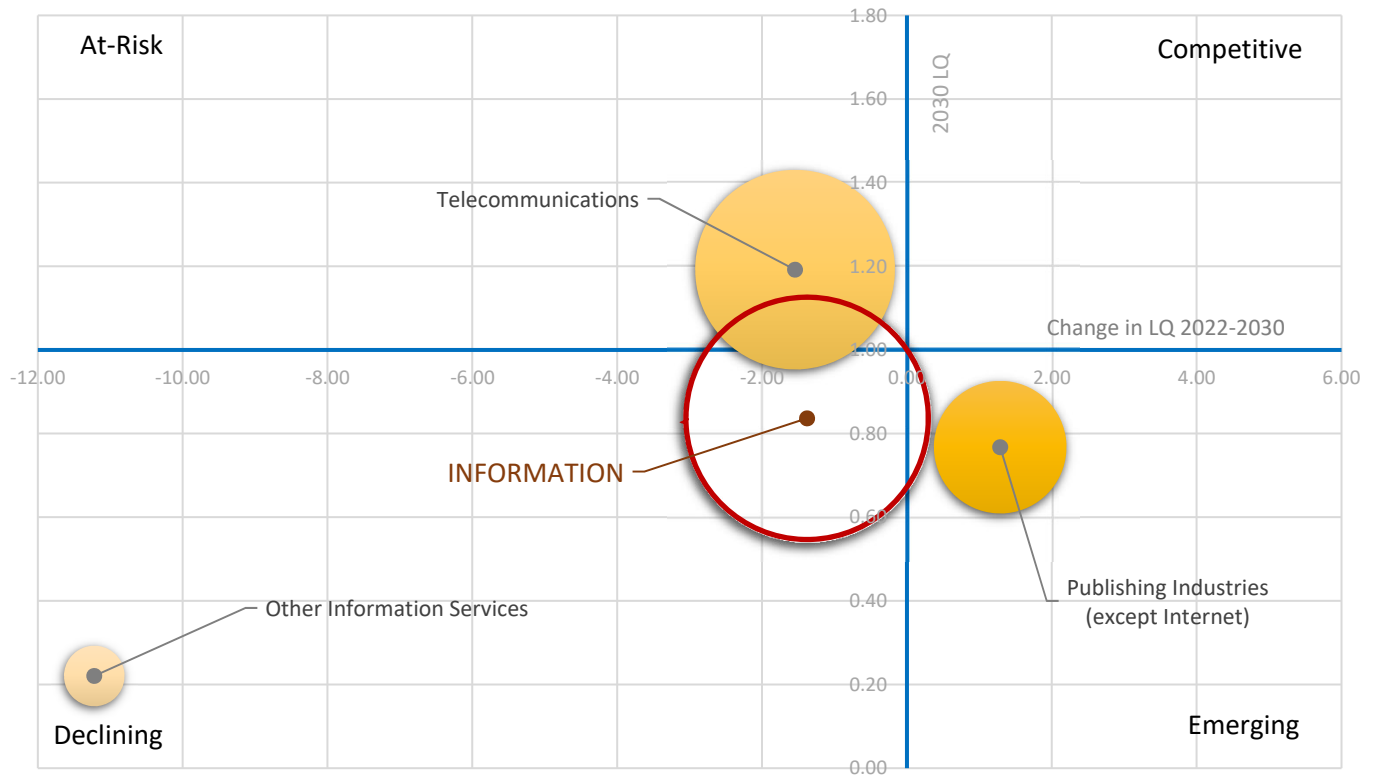 1.80
At-Risk
Competitive
2030 LQ
1.60
1.40
Telecommunications
1.20
Change in LQ 2022-2030
1.00
-12.00 -10.00 -8.00 -6.00 -4.00 -2.00 0.00 2.00 4.00 6.00
0.80
INFORMATION
0.60
Publishing Industries
(except Internet)
0.40
Other Information Services
0.20
Declining
Emerging
0.00